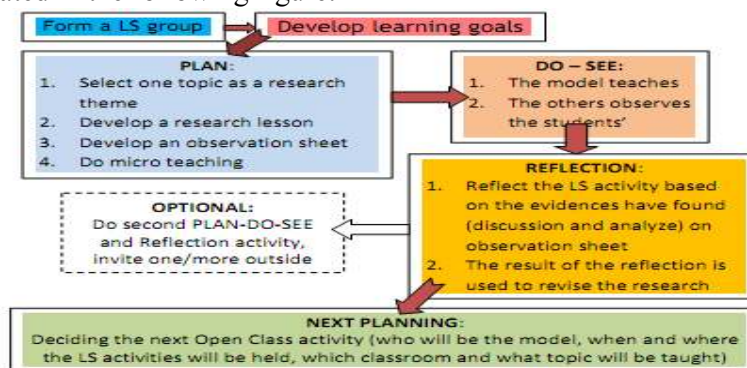 Form a LS group
Develop learning goals
PLAN:
1. Select one topic as a research
theme
2. Develop a research lesson
3. Develop an observation sheet
4. Do micro teaching
DO – SEE:
1. The model teaches
2. The others observes
the students'
REFLECTION:
1. Reflect the LS activity based
on the evidences have found
(discussion and analyze) on
observation sheet
2. The result of the reflection is
used to revise the research
OPTIONAL:
Do second PLAN-DO-SEE
and Reflection activity,
invite one/more outside
NEXT PLANNING:
Deciding the next Open Class activity (who will be the model, when and where
the LS activities will be held, which classroom and what topic will be taught)